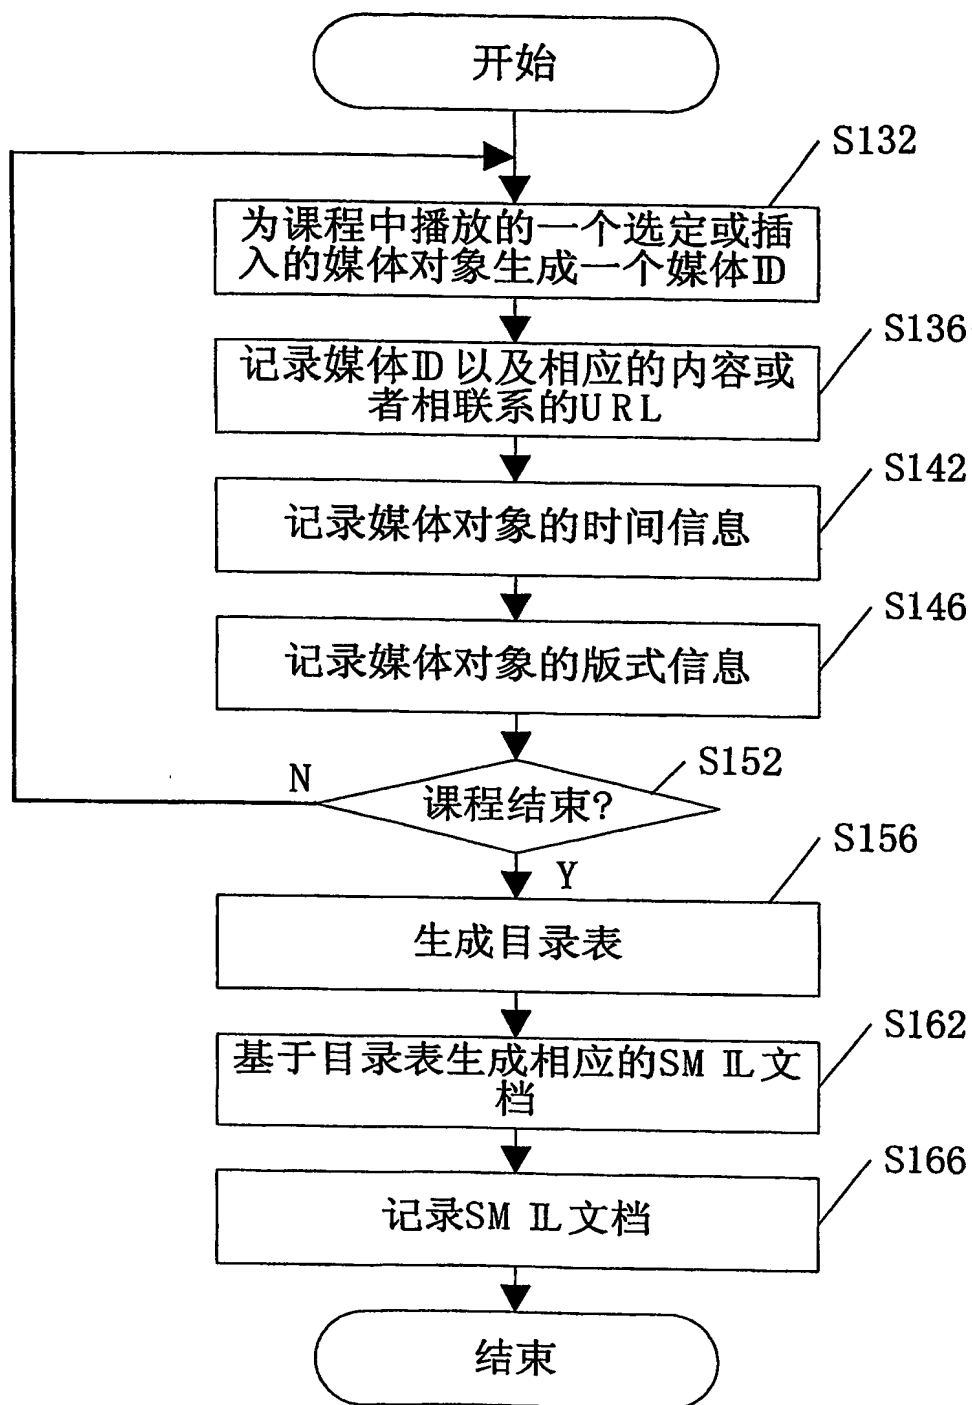 开始
S132
为课程中播放的一个选定或插
入的媒体对象生成一个媒体ID
S136
记录媒体ID以及相应的内容或
者相联系的URL
S142
记录媒体对象的时间信息
S146
记录媒体对象的版式信息
S152
N
课程结束?
Y
S156
生成目录表
S162
基于目录表生成相应的SMIL文
档
S166
记录SMIL文档
结束